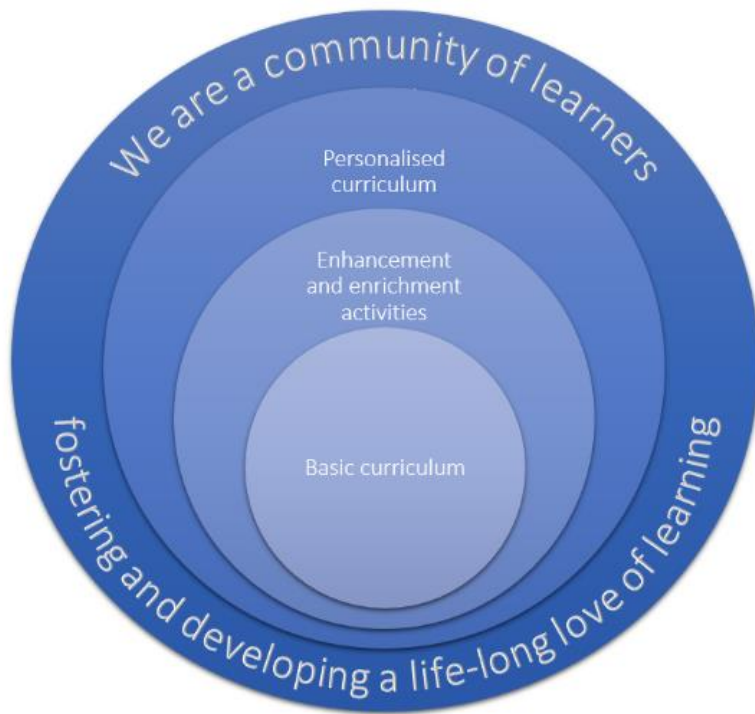 We are a community of learners
Personalised
curriculum
Enhancement
and enrichment
activities
Basic curriculum
fostering and developing a life-long love of learning